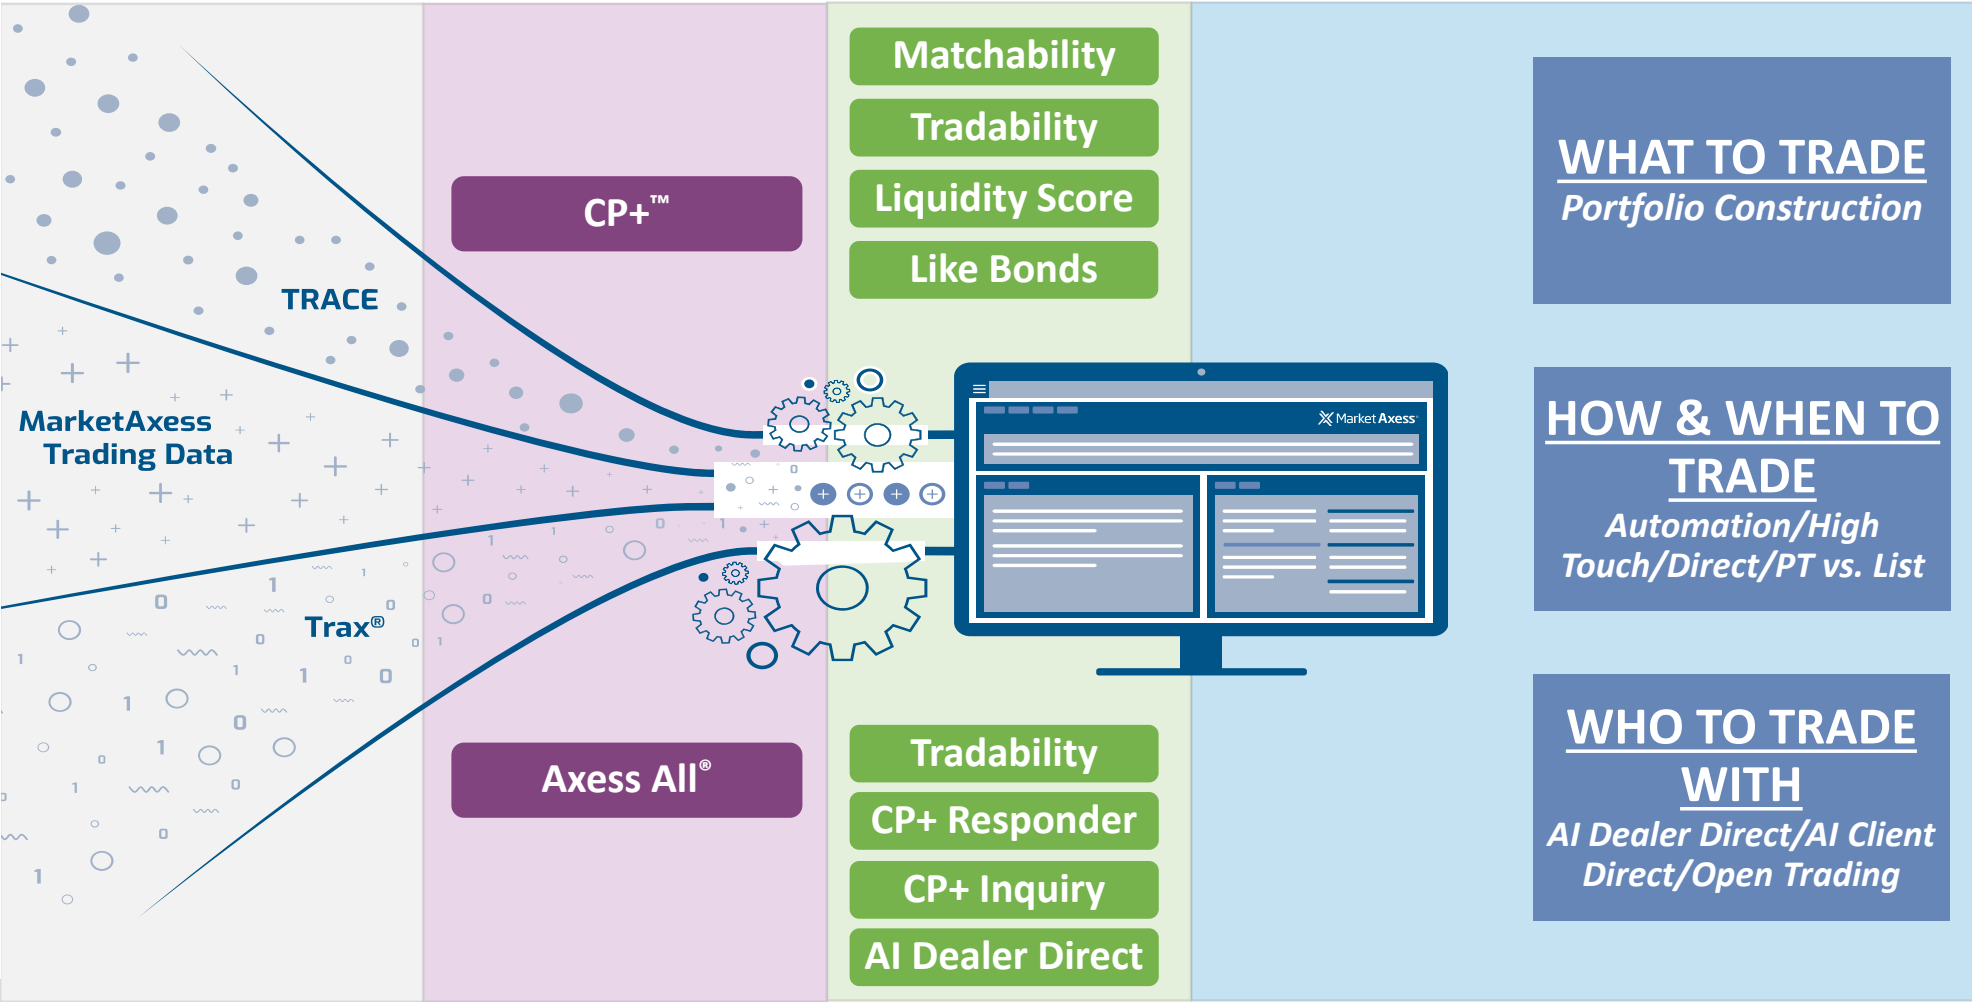 TRACE
MarketAxess
Trading Data
Trax®
CP+™
Axess All®
Matchability
Tradability
Liquidity Score
Like Bonds
MarketAxess
Tradability
CP+ Responder
CP+ Inquiry
AI Dealer Direct
WHAT TO TRADE
Portfolio Construction
HOW & WHEN TO
TRADE
Automation/High
Touch/Direct/PT vs. List
WHO TO TRADE
WITH
AI Dealer Direct/AI Client
Direct/Open Trading